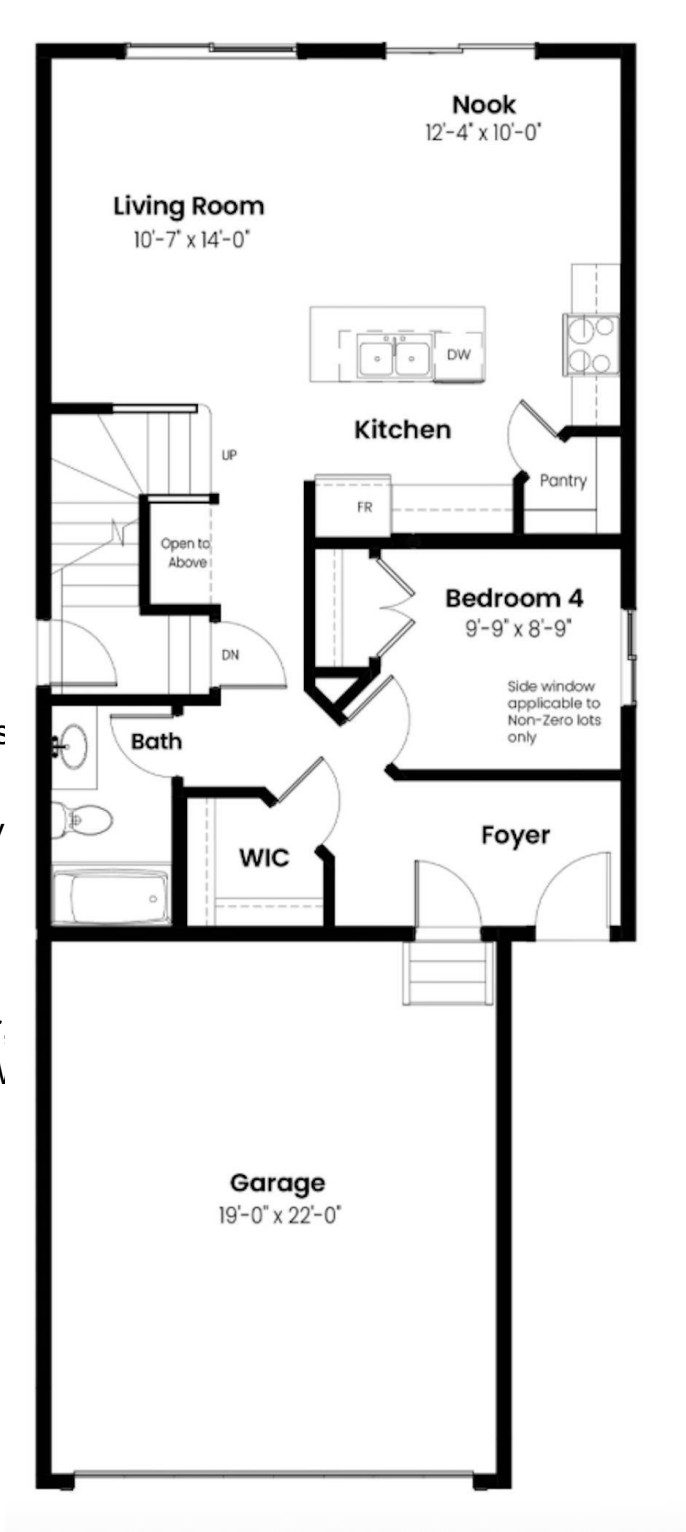 Nook
12'-4" x 10'-0"
Living Room
10'-7" x 14'-0"
DW
Kitchen
UP
Pantry
FR
Open to
Above
Bedroom 4
9'-9" x 8'-9"
DN
Side window
applicable to
Non-Zero lots
only
Bath
Foyer
WIC
Garage
19'-0" x 22'-0"